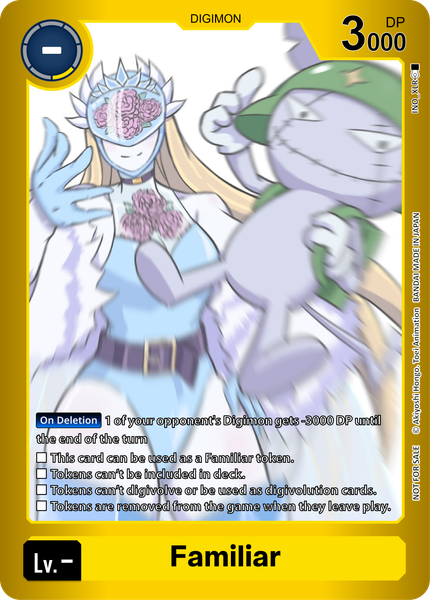 DIGIMON
-
3000
DP
INO_XLR
NOT FOR SALE © Akiyoshi Hongo, Toei Animation BANDAI MADE IN JAPAN
On Deletion 1 of your opponent's Digimon gets -3000 DP until
the end of the turn
□ This card can be used as a Familiar token.
□ Tokens can't be included in deck.
□ Tokens can't digivolve or be used as digivolution cards.
□ Tokens are removed from the game when they leave play.
Lv.-
Familiar